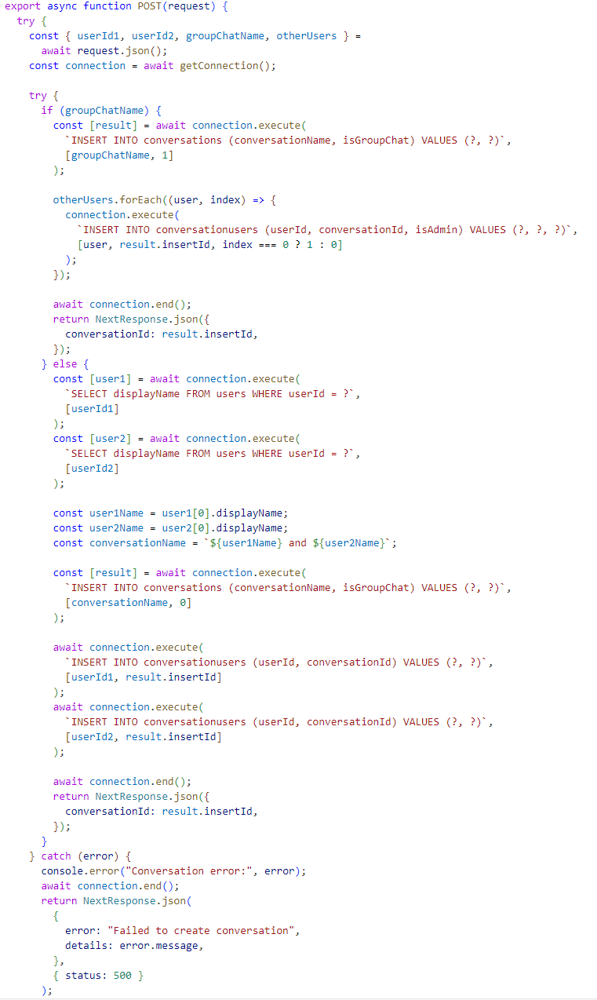 export async function POST(request) {
  try {
    const { userId1, userId2, groupChatName, otherUsers } =
      await request.json();
    const connection = await getConnection();

    try {
      if (groupChatName) {
        const [result] = await connection.execute(
          `INSERT INTO conversations (conversationName, isGroupChat) VALUES (?, ?)`,
          [groupChatName, 1]
        );

        otherUsers.forEach((user, index) => {
          connection.execute(
            `INSERT INTO conversationusers (userId, conversationId, isAdmin) VALUES (?, ?, ?)`,
            [user, result.insertId, index === 0 ? 1 : 0]
          );
        });

        await connection.end();
        return NextResponse.json({
          conversationId: result.insertId,
        });
      } else {
        const [user1] = await connection.execute(
          `SELECT displayName FROM users WHERE userId = ?`,
          [userId1]
        );
        const [user2] = await connection.execute(
          `SELECT displayName FROM users WHERE userId = ?`,
          [userId2]
        );

        const user1Name = user1[0].displayName;
        const user2Name = user2[0].displayName;
        const conversationName = `${user1Name} and ${user2Name}`;

        const [result] = await connection.execute(
          `INSERT INTO conversations (conversationName, isGroupChat) VALUES (?, ?)`,
          [conversationName, 0]
        );

        await connection.execute(
          `INSERT INTO conversationusers (userId, conversationId) VALUES (?, ?)`,
          [userId1, result.insertId]
        );
        await connection.execute(
          `INSERT INTO conversationusers (userId, conversationId) VALUES (?, ?)`,
          [userId2, result.insertId]
        );

        await connection.end();
        return NextResponse.json({
          conversationId: result.insertId,
        });
      }
    } catch (error) {
      console.error("Conversation error:", error);
      await connection.end();
      return NextResponse.json(
        {
          error: "Failed to create conversation",
          details: error.message,
        },
        { status: 500 }
      );